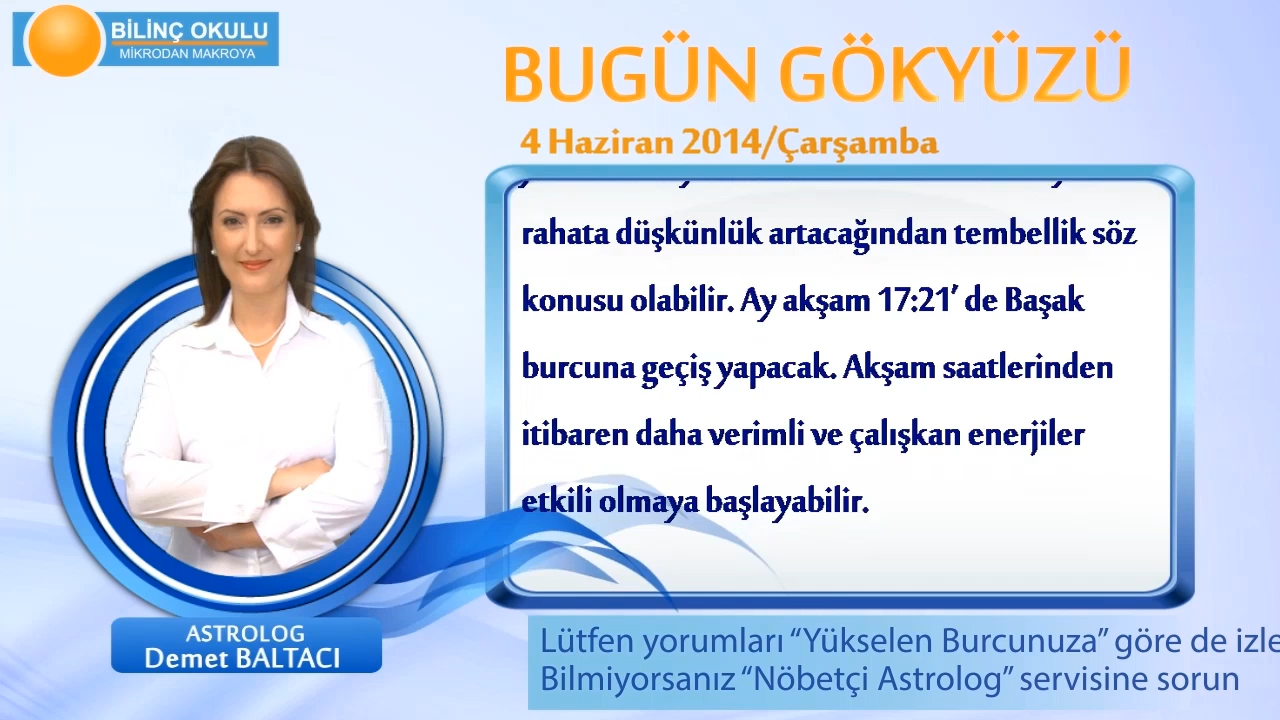 BİLİNÇ OKULU
MİKRODAN MAKROYA
BUGÜN GÖKYÜZÜ
4 Haziran 2014/Çarşamba
rahata düşkünlük artacağından tembellik söz
konusu olabilir. Ay akşam 17:21' de Başak
burcuna geçiş yapacak. Akşam saatlerinden
itibaren daha verimli ve çalışkan enerjiler
etkili olmaya başlayabilir.
ASTROLOG
Demet BALTACI
Lütfen yorumları “Yükselen Burcunuza” göre de izle
Bilmiyorsanız “Nöbetçi Astrolog” servisine sorun